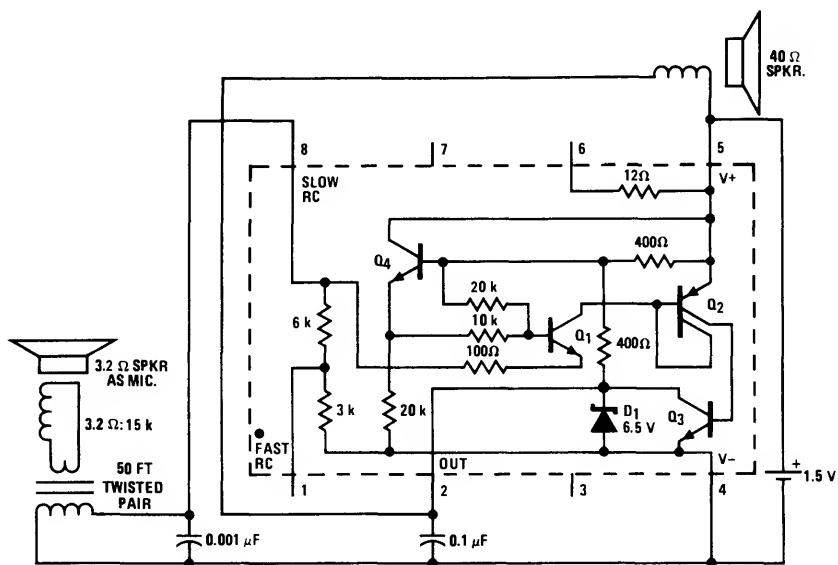 40 Ω
SPKR.
8
7
6
5
SLOW
RC
12Ω
V+
400Ω
Q4
20 k
Q2
6 k
10 k
Q1
100Ω
400Ω
3.2 Ω SPKR
AS MIC.
3.2 Ω: 15 k
3 k
20 k
D1
6.5 V
Q3
FAST
RC
OUT
V−
50 FT
TWISTED
PAIR
1
2
3
4
+
1.5 V
0.001 μF
0.1 μF